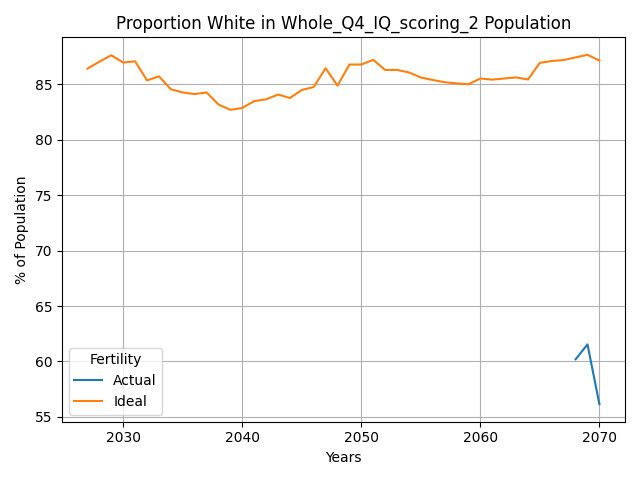 Proportion White in Whole_Q4_IQ_scoring_2 Population
% of Population
85
80
75
70
65
60
55
Fertility
Actual
Ideal
2030 2040 2050 2060 2070
Years